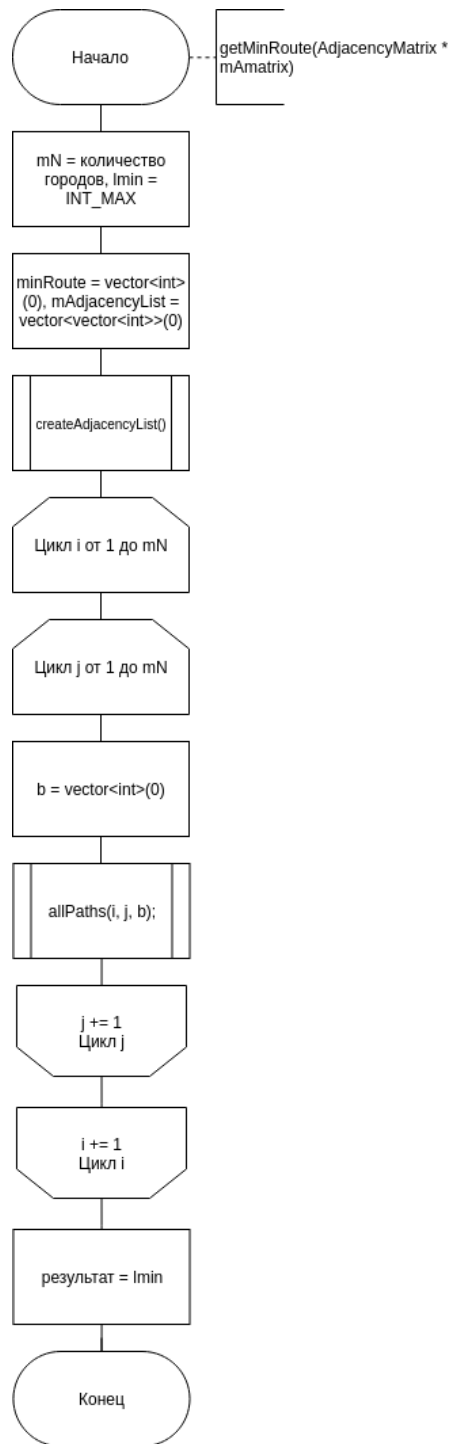 Начало
getMinRoute(AdjacencyMatrix *
mAmatrix)
mN = количество
городов, lmin =
INT_MAX
minRoute = vector<int>
(0), mAdjacencyList =
vector<vector<int>>(0)
createAdjacencyList()
Цикл i от 1 до mN
Цикл j от 1 до mN
b = vector<int>(0)
allPaths(i, j, b);
j += 1
Цикл j
i += 1
Цикл i
результат = lmin
Конец